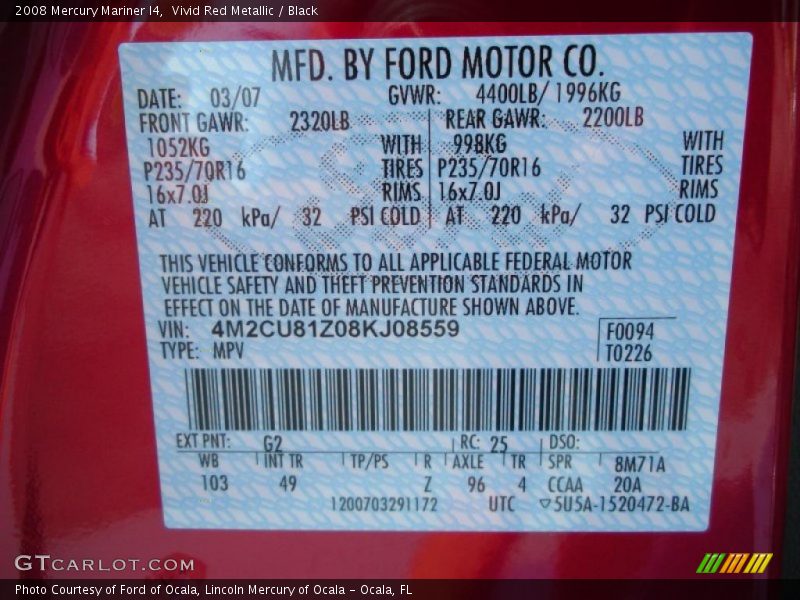 2008 Mercury Mariner I4, Vivid Red Metallic / Black
MFD. BY FORD MOTOR CO.
DATE: 03/07 GVWR: 4400LB/ 1996KG
FRONT GAWR: 2320LB REAR GAWR: 2200LB
1052KG WITH 998KG WITH
P235/70R16 TIRES P235/70R16 TIRES
16x7.0J RIMS 16x7.0J RIMS
AT 220 kPa/ 32 PSI COLD AT 220 kPa/ 32 PSI COLD
THIS VEHICLE CONFORMS TO ALL APPLICABLE FEDERAL MOTOR
VEHICLE SAFETY AND THEFT PREVENTION STANDARDS IN
EFFECT ON THE DATE OF MANUFACTURE SHOWN ABOVE.
VIN: 4M2CU81Z08KJ08559 F0094
TYPE: MPV T0226
EXT PNT: G2 RC: 25 DSO:
WB INT TR TP/PS R AXLE TR SPR 8M71A
103 49 Z 96 4 CCAA 20A
1200703291172 UTC ▽5U5A-1520472-BA
GTCARLOT.COM
Photo Courtesy of Ford of Ocala, Lincoln Mercury of Ocala – Ocala, FL